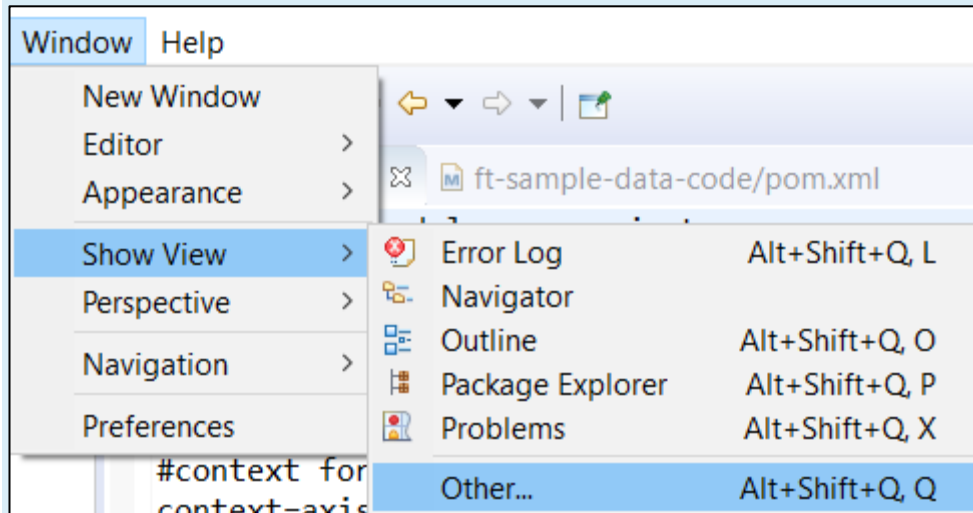 Window Help
New Window
Editor
Appearance
ft-sample-data-code/pom.xml
Show View
Perspective
Navigation
Preferences
Error Log Alt+Shift+Q, L
Navigator
Outline Alt+Shift+Q, O
Package Explorer Alt+Shift+Q, P
Problems Alt+Shift+Q, X
Other... Alt+Shift+Q, Q
#context for
context-axis